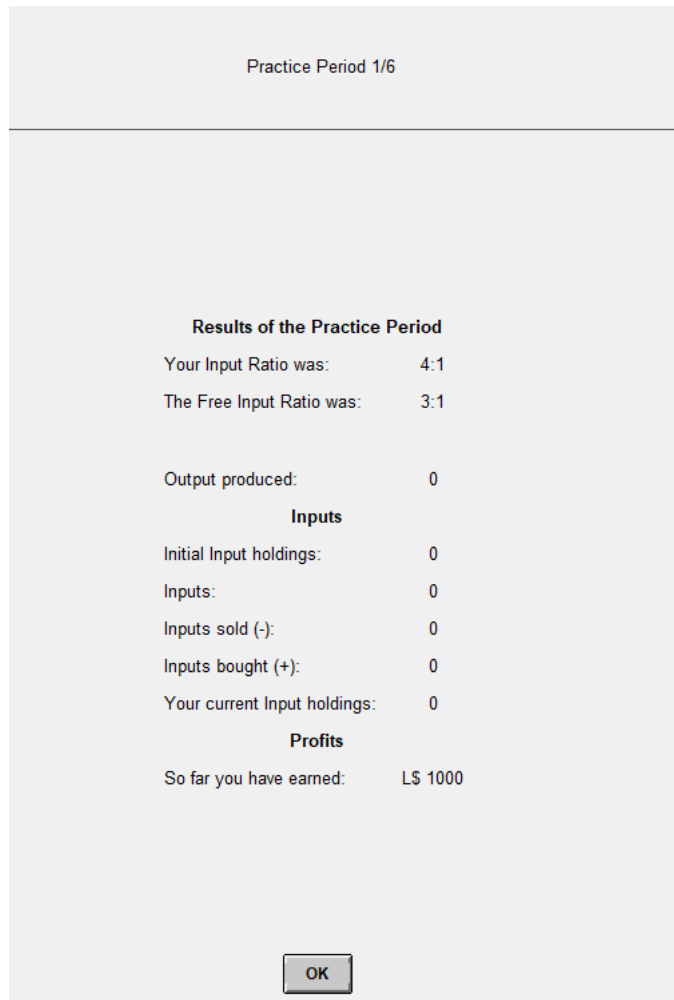 Practice Period 1/6
Results of the Practice Period
Your Input Ratio was: 4:1
The Free Input Ratio was: 3:1
Output produced: 0
Inputs
Initial Input holdings: 0
Inputs: 0
Inputs sold (-): 0
Inputs bought (+): 0
Your current Input holdings: 0
Profits
So far you have earned: L$ 1000
OK